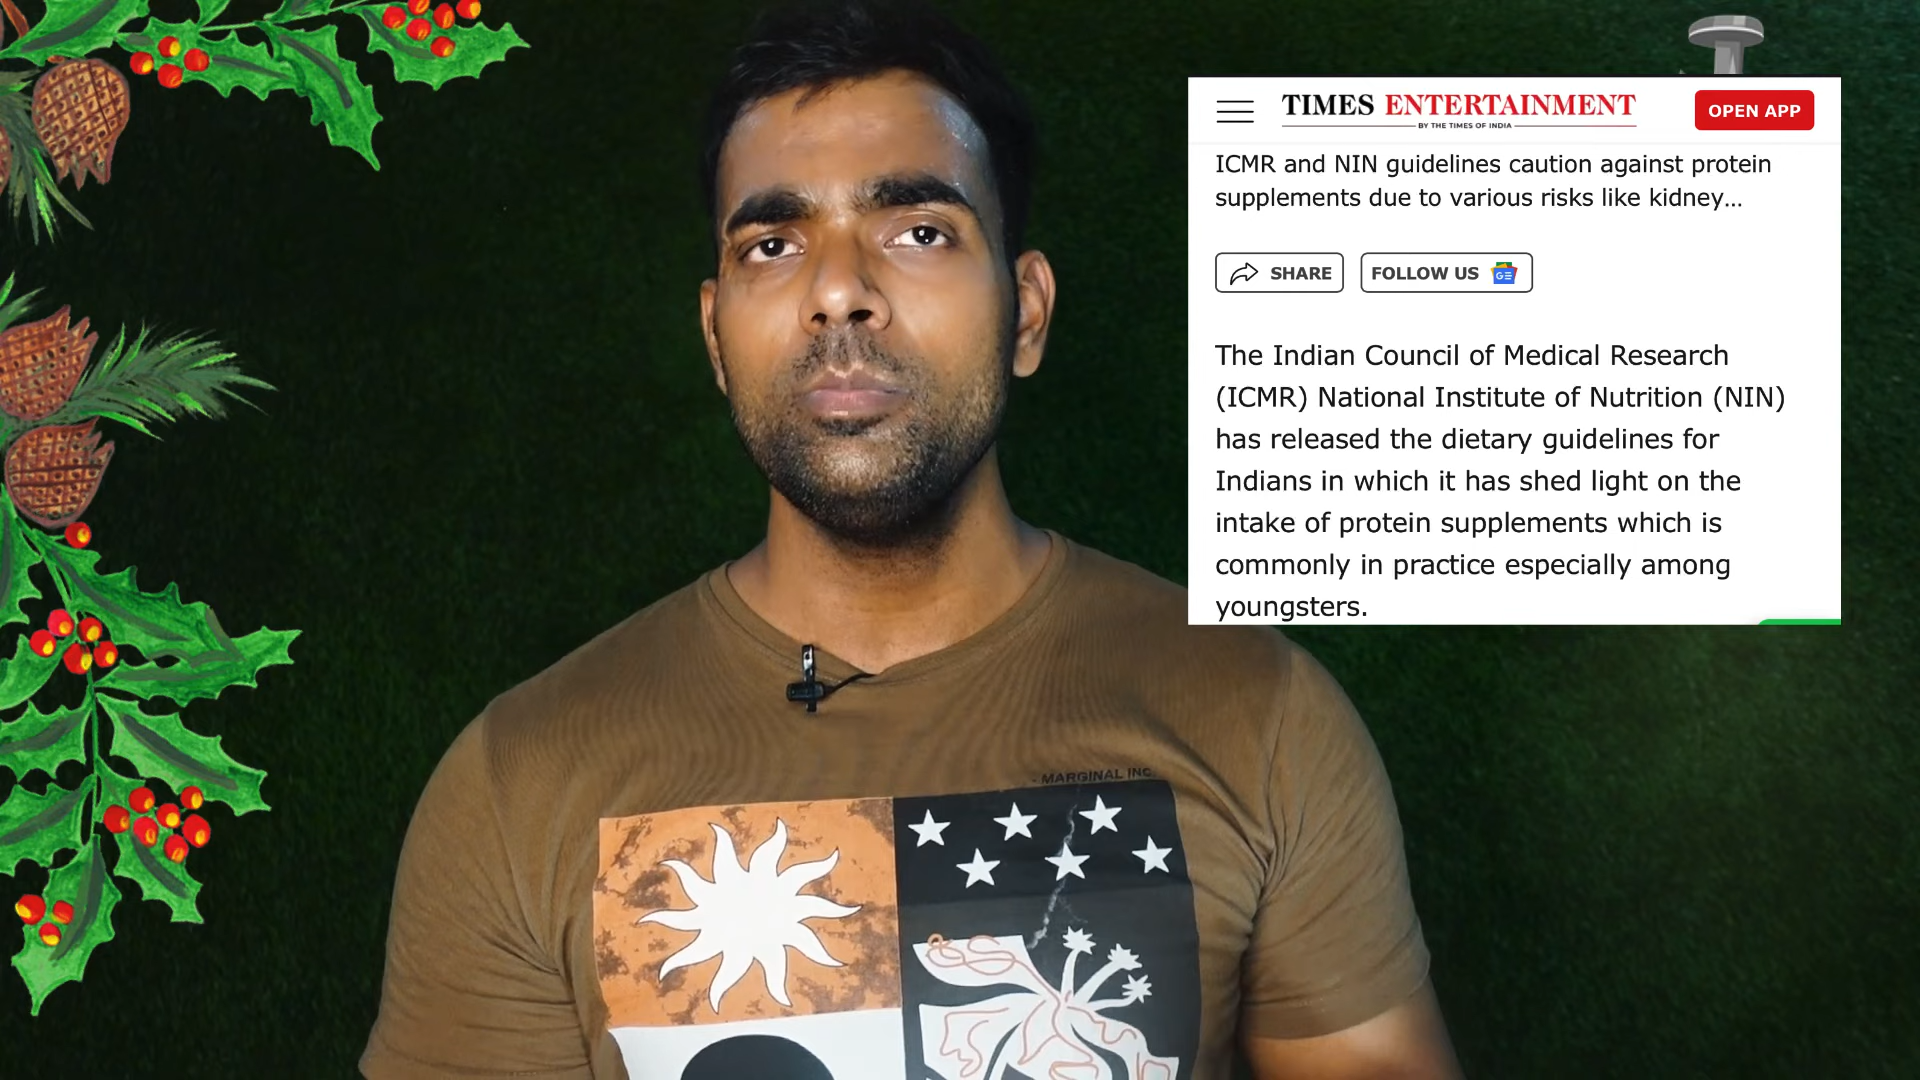 TIMES ENTERTAINMENT
BY THE TIMES OF INDIA
OPEN APP
ICMR and NIN guidelines caution against protein
supplements due to various risks like kidney...
SHARE
FOLLOW US
GE
The Indian Council of Medical Research
(ICMR) National Institute of Nutrition (NIN)
has released the dietary guidelines for
Indians in which it has shed light on the
intake of protein supplements which is
commonly in practice especially among
youngsters.
- MARGINAL INC.